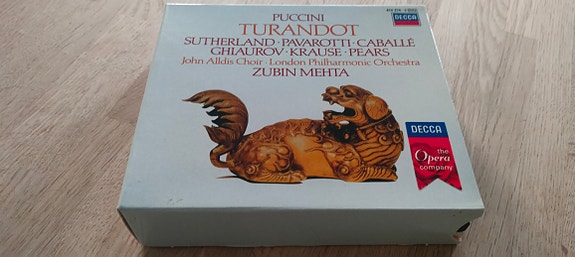 PUCCINI
DECCA
TURANDOT
SUTHERLAND · PAVAROTTI · CABALLÉ
GHIAUROV · KRAUSE · PEARS
John Alldis Choir · London Philharmonic Orchestra
ZUBIN MEHTA
DECCA
the
Opera
company